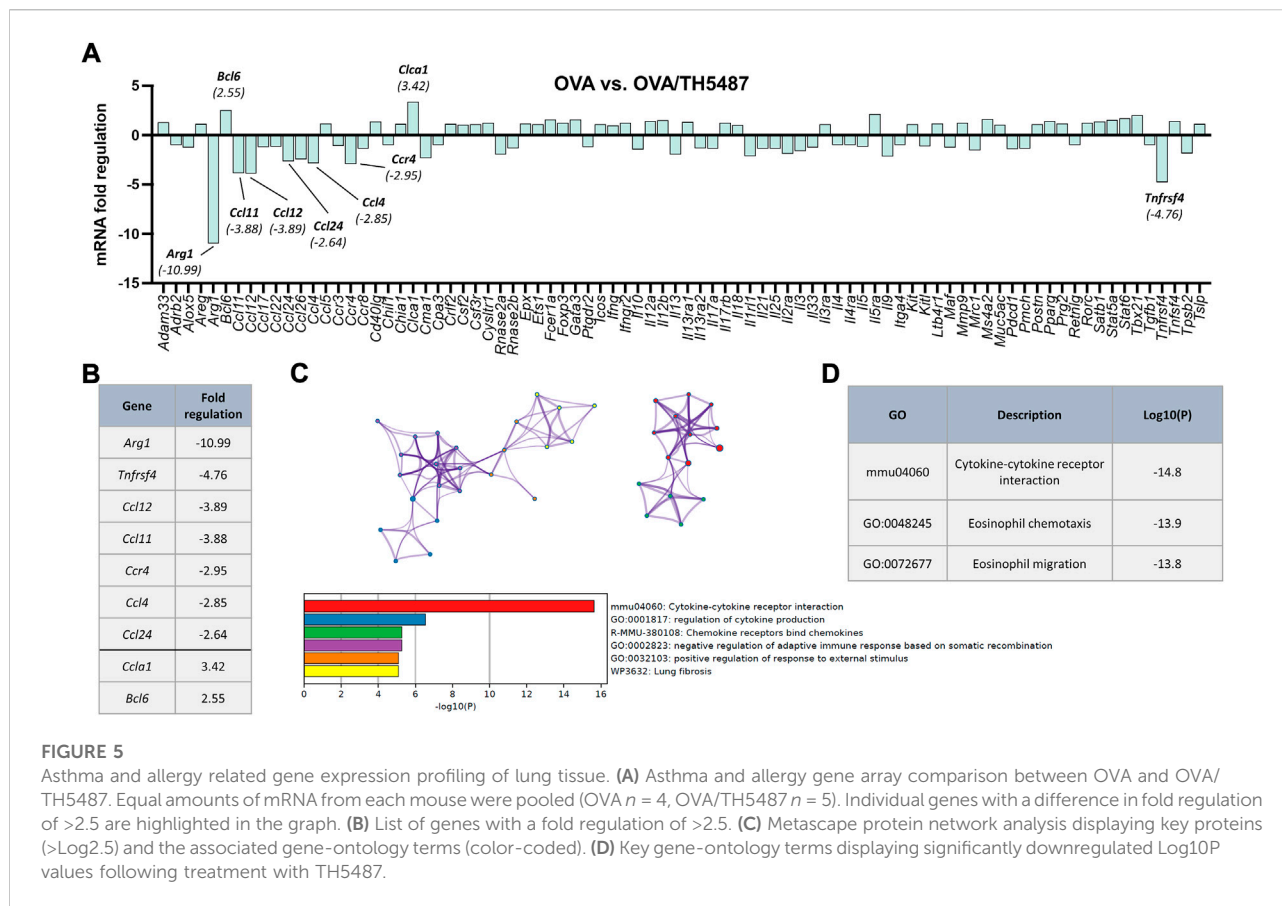 A
OVA vs. OVA/TH5487
mRNA fold regulation
5
0
-5
-10
-15
Bcl6
(2.55)
Clca1
(3.42)
Arg1
(-10.99)
Ccl11
(-3.88)
Ccl12
(-3.89)
Ccl24
(-2.64)
Ccl4
(-2.85)
Ccr4
(-2.95)
Tnfrsf4
(-4.76)
Adam33
Adrb2
Alox5
Areg
Arg1
Bcl6
Ccl11
Ccl12
Ccl17
Ccl22
Ccl24
Ccl26
Ccl4
Ccl5
Ccr3
Ccr4
Ccr8
Cd40lg
Chil1
Chia1
Clca1
Cma1
Cpa3
Crlf2
Csf2
Csf3r
Cysltr1
Rnase2a
Rnase2b
Epx
Ets1
Fcer1a
Foxp3
Gata3
Ptgdr2
Icos
Ifng
Ifngr2
Il10
Il12a
Il12b
Il13
Il13ra1
Il13ra2
Il17a
Il17rb
Il18
Il1rl1
Il21
Il25
Il2ra
Il3
Il33
Il3ra
Il4
Il4ra
Il5
Il5ra
Il9
Itga4
Kit
Kitl
Ltb4r1
Maf
Mmp9
Mrc1
Ms4a2
Muc5ac
Pdcd1
Pmch
Postn
Pparg
Prg2
Retnlg
Rorc
Satb1
Stat5a
Stat6
Tbx21
Tgfb1
Tnfrsf4
Tnfsf4
Tpsb2
Tslp
B
Gene Fold regulation
Arg1 -10.99
Tnfrsf4 -4.76
Ccl12 -3.89
Ccl11 -3.88
Ccr4 -2.95
Ccl4 -2.85
Ccl24 -2.64
Ccla1 3.42
Bcl6 2.55
C
mmu04060: Cytokine-cytokine receptor interaction
GO:0001817: regulation of cytokine production
R-MMU-380108: Chemokine receptors bind chemokines
GO:0002823: negative regulation of adaptive immune response based on somatic recombination
GO:0032103: positive regulation of response to external stimulus
WP3632: Lung fibrosis
0 2 4 6 8 10 12 14 16
-log10(P)
D
GO Description Log10(P)
mmu04060 Cytokine-cytokine receptor interaction -14.8
GO:0048245 Eosinophil chemotaxis -13.9
GO:0072677 Eosinophil migration -13.8
FIGURE 5
Asthma and allergy related gene expression profiling of lung tissue. (A) Asthma and allergy gene array comparison between OVA and OVA/
TH5487. Equal amounts of mRNA from each mouse were pooled (OVA n = 4, OVA/TH5487 n = 5). Individual genes with a difference in fold regulation
of >2.5 are highlighted in the graph. (B) List of genes with a fold regulation of >2.5. (C) Metascape protein network analysis displaying key proteins
(>Log2.5) and the associated gene-ontology terms (color-coded). (D) Key gene-ontology terms displaying significantly downregulated Log10P
values following treatment with TH5487.